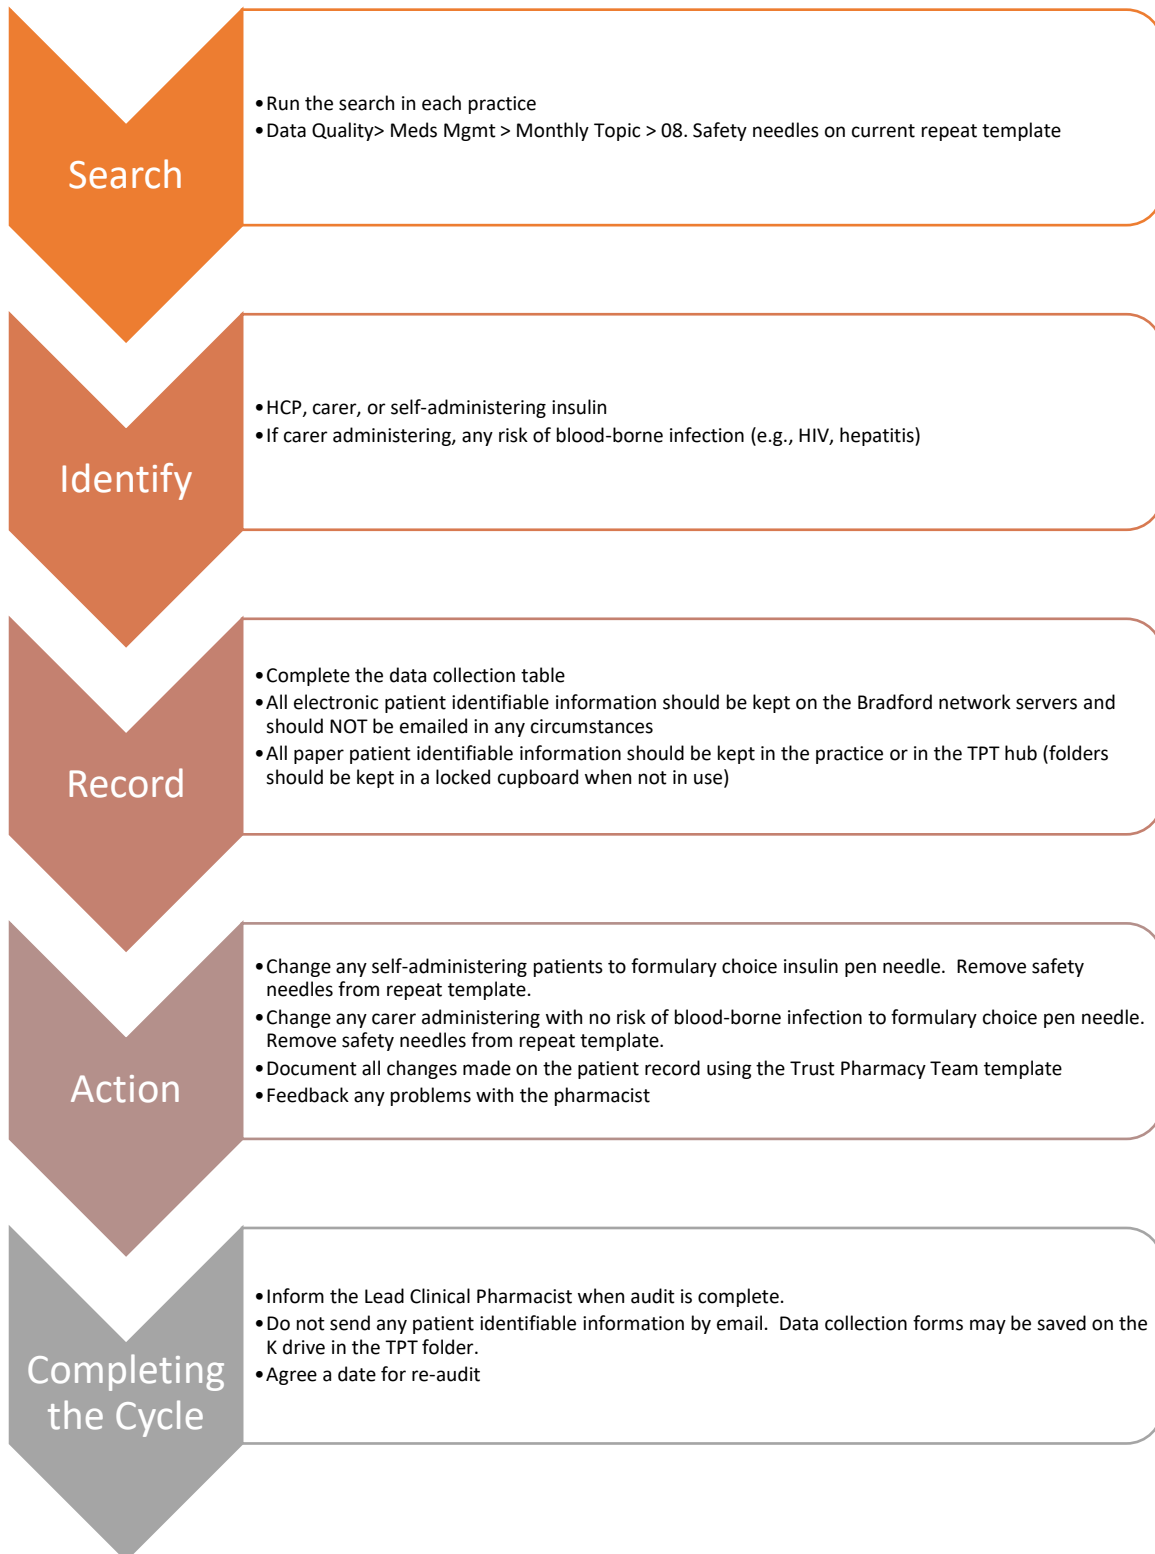 Search
•Run the search in each practice
•Data Quality> Meds Mgmt > Monthly Topic > 08. Safety needles on current repeat template
Identify
•HCP, carer, or self-administering insulin
•If carer administering, any risk of blood-borne infection (e.g., HIV, hepatitis)
Record
•Complete the data collection table
•All electronic patient identifiable information should be kept on the Bradford network servers and
should NOT be emailed in any circumstances
•All paper patient identifiable information should be kept in the practice or in the TPT hub (folders
should be kept in a locked cupboard when not in use)
Action
•Change any self-administering patients to formulary choice insulin pen needle.  Remove safety
needles from repeat template.
•Change any carer administering with no risk of blood-borne infection to formulary choice pen needle.
Remove safety needles from repeat template.
•Document all changes made on the patient record using the Trust Pharmacy Team template
•Feedback any problems with the pharmacist
Completing
the Cycle
•Inform the Lead Clinical Pharmacist when audit is complete.
•Do not send any patient identifiable information by email.  Data collection forms may be saved on the
K drive in the TPT folder.
•Agree a date for re-audit